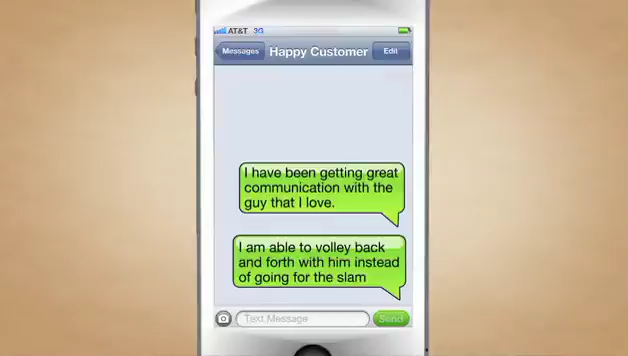 AT&T 3G
Messages Happy Customer Edit
I have been getting great
communication with the
guy that I love.
I am able to volley back
and forth with him instead
of going for the slam
Text Message Send